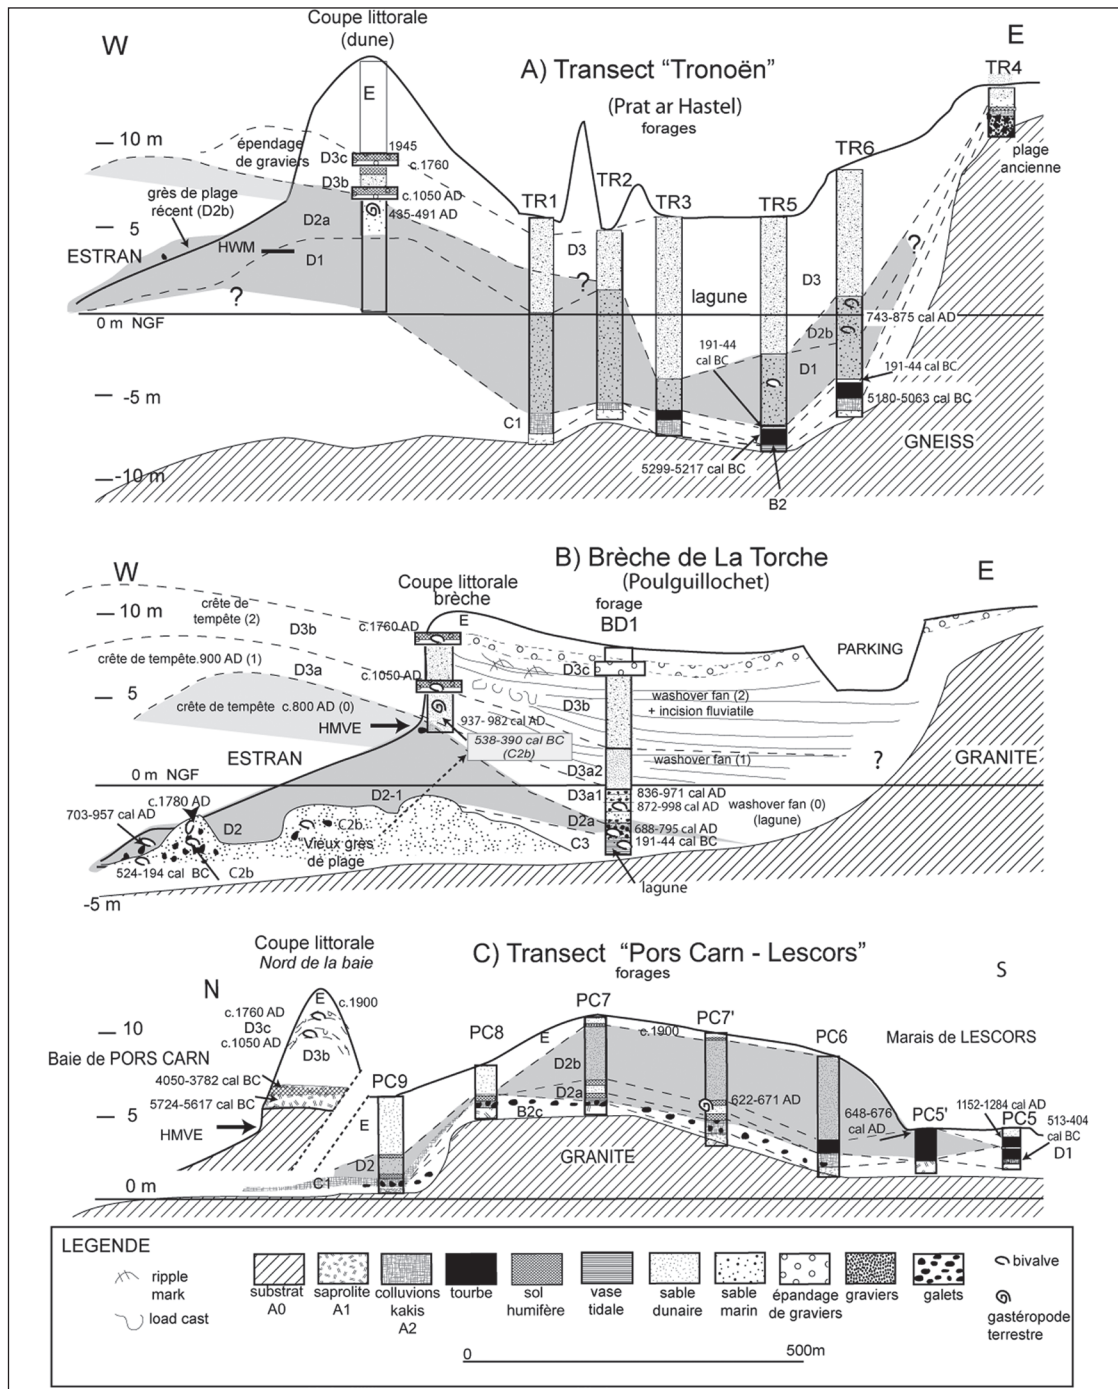 Coupe littorale
(dune)
W
E
A) Transect “Tronoën”
(Prat ar Hastel)
forages
TR4
10 m
épendage
de graviers
E
D3c
1945
c.1760
D3b
c.1050 AD
435-491 AD
grès de plage
récent (D2b)
D2a
5
HWM
ESTRAN
D1
?
0 m NGF
TR1
TR2
TR3
TR5
TR6
plage
ancienne
D3
?
lagune
D3
?
743-875 cal AD
D2b
191-44
cal BC
D1
191-44 cal BC
-5 m
5180-5063 cal BC
C1
GNEISS
5299-5217 cal BC
-10 m
B2
B) Brèche de La Torche
(Poulguillochet)
W
E
Coupe littorale
brèche
forage
BD1
10 m
crête de
tempête (2)
D3b
c.1760 AD
E
PARKING
crête de tempête.900 AD (1)
D3a
c.1050 AD
D3c
5
crête de tempête c.800 AD (0)
D3b
washover fan (2)
+ incision fluviatile
HMVE
937- 982 cal AD
538-390 cal BC
(C2b)
ESTRAN
washover fan (1)
?
GRANITE
0 m NGF
D3a2
D3a1
836-971 cal AD
872-998 cal AD
washover fan (0)
(lagune)
c.1780 AD
703-957 cal AD
D2-1
D2
C2b
"Vieux grès
de plage
D2a
688-795 cal AD
C3
191-44 cal BC
524-194 cal BC
C2b
lagune
-5 m
Coupe littorale
Nord de la baie
C) Transect “Pors Carn - Lescors”
forages
N
S
E
c.1900
c.1760 AD
D3c
c.1050 AD
D3b
10
Baie de PORS CARN
4050-3782 cal BC
5724-5617 cal BC
5
HMVE
PC9
E
D2
C1
0 m
PC8
E
PC7
c.1900
PC7'
PC6
Marais de LESCORS
D2b
D2a
B2c
622-671 AD
648-676
cal AD
PC5'
1152-1284 cal AD
PC5
513-404
cal BC
D1
GRANITE
LEGENDE
ripple
mark
load cast
substrat
A0
saprolite
A1
colluvions
kakis
A2
tourbe
sol
humifère
vase
tidale
sable
dunaire
sable
marin
épandage
de graviers
graviers
galets
bivalve
gastéropode
terrestre
0
500m